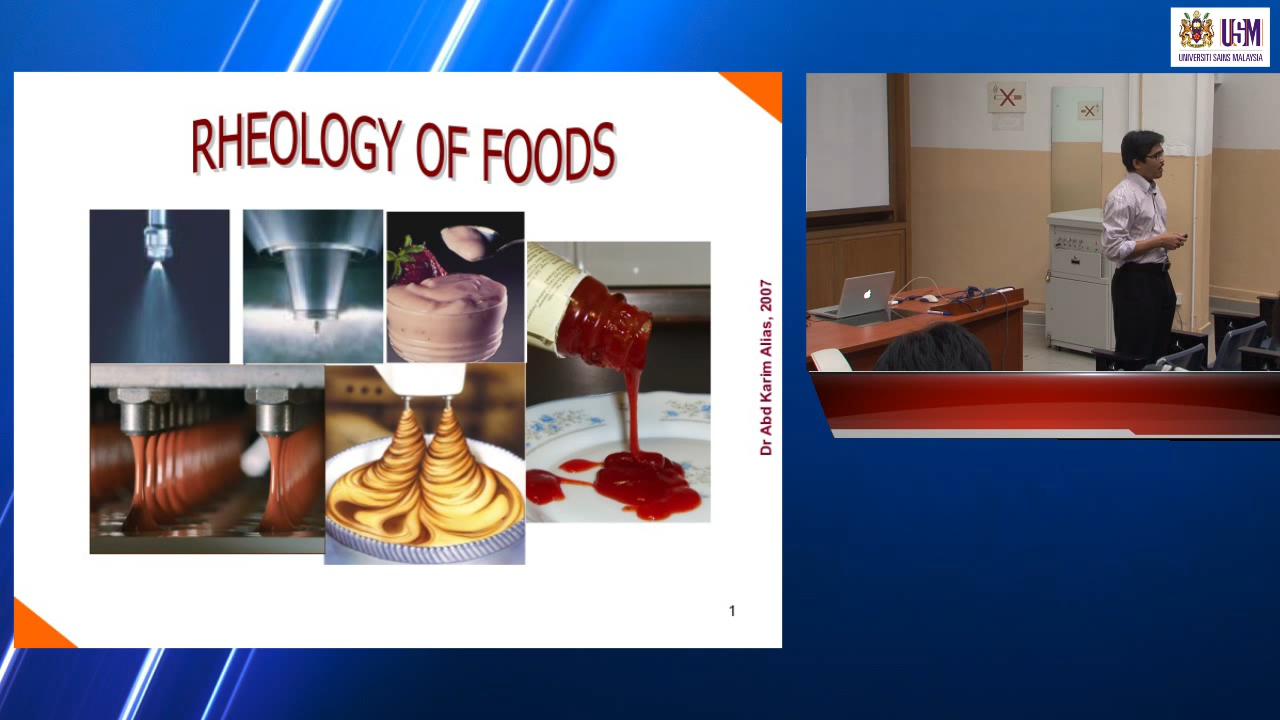 USM
UNIVERSITI SAINS MALAYSIA
RHEOLOGY OF FOODS
Dr Abd Karim Alias, 2007
1